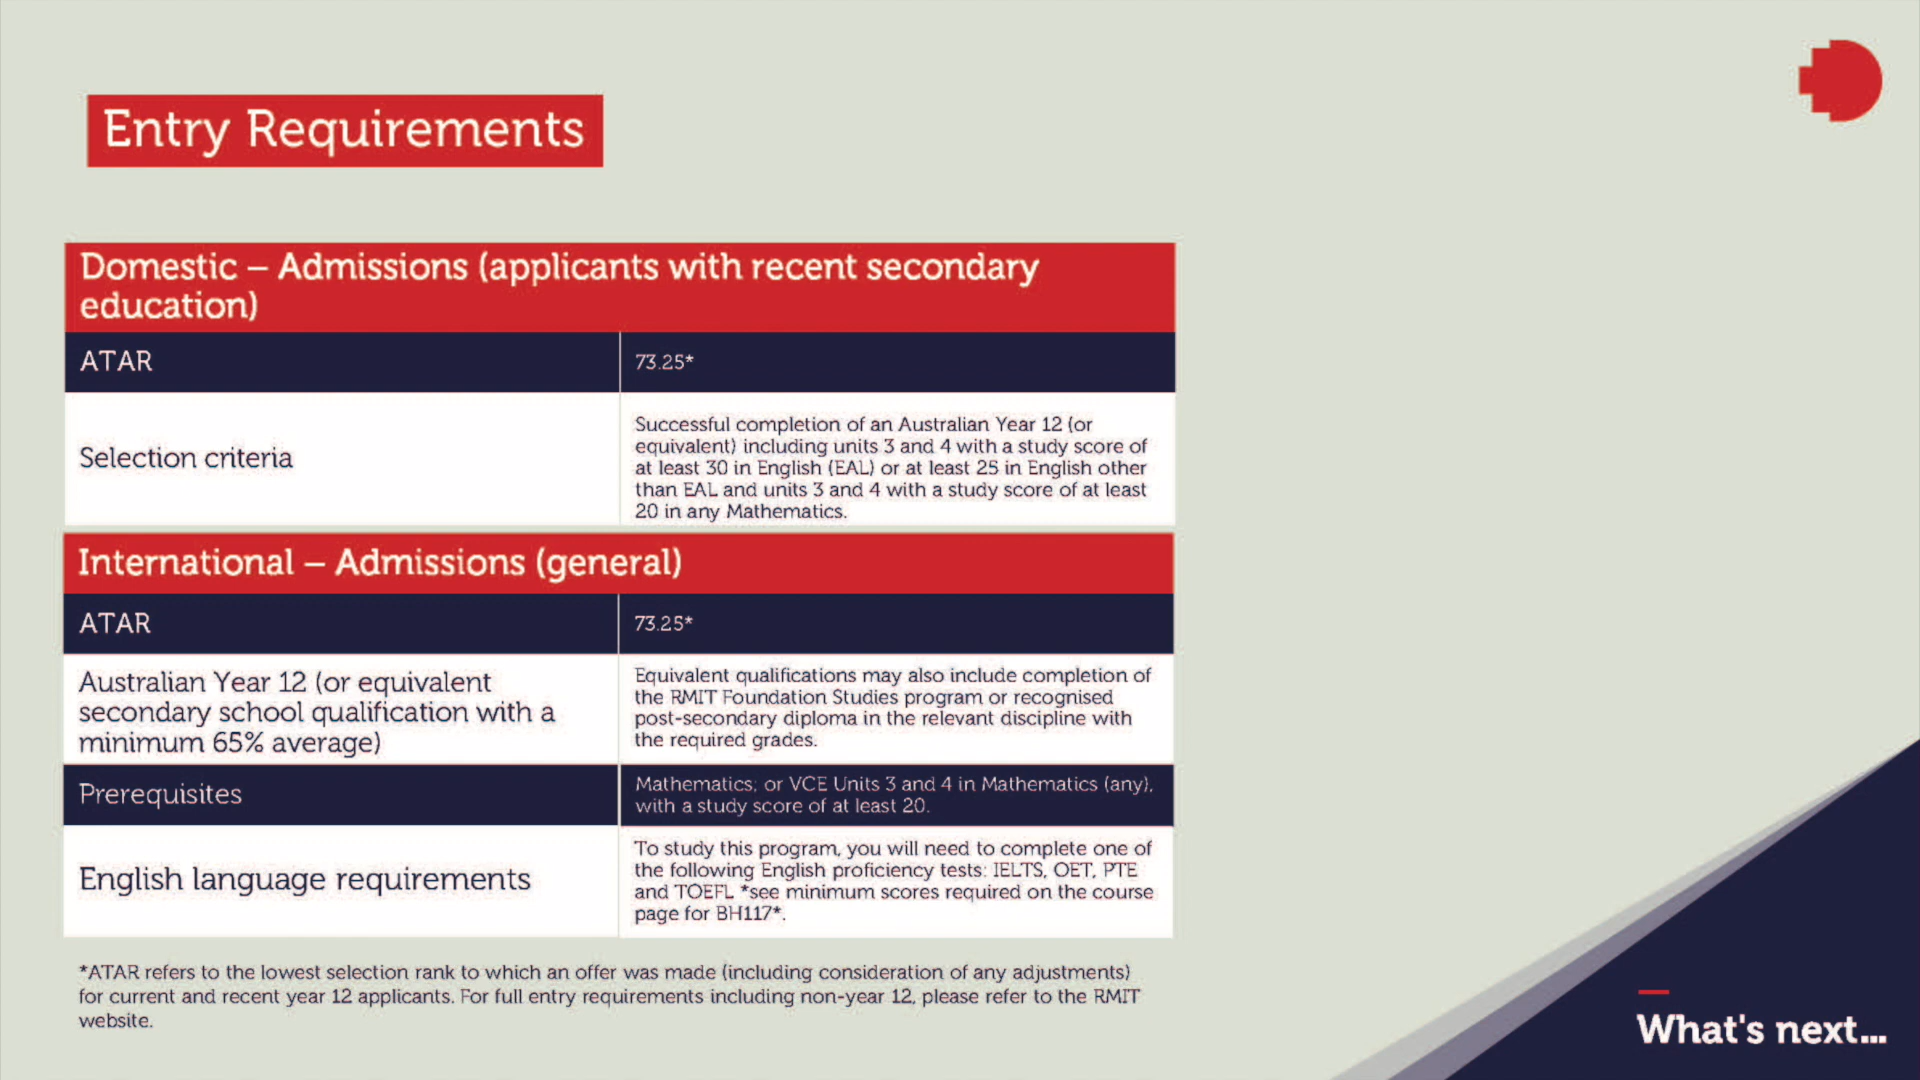 Entry Requirements
Domestic – Admissions (applicants with recent secondary
education)
ATAR
73.25*
Selection criteria
Successful completion of an Australian Year 12 (or
equivalent) including units 3 and 4 with a study score of
at least 30 in English (EAL) or at least 25 in English other
than EAL and units 3 and 4 with a study score of at least
20 in any Mathematics.
International – Admissions (general)
ATAR
73.25*
Australian Year 12 (or equivalent
secondary school qualification with a
minimum 65% average)
Equivalent qualifications may also include completion of
the RMIT Foundation Studies program or recognised
post-secondary diploma in the relevant discipline with
the required grades.
Prerequisites
Mathematics; or VCE Units 3 and 4 in Mathematics (any),
with a study score of at least 20.
English language requirements
To study this program, you will need to complete one of
the following English proficiency tests: IELTS, OET, PTE
and TOEFL *see minimum scores required on the course
page for BH117*.
*ATAR refers to the lowest selection rank to which an offer was made (including consideration of any adjustments)
for current and recent year 12 applicants. For full entry requirements including non-year 12, please refer to the RMIT
website.
What's next...